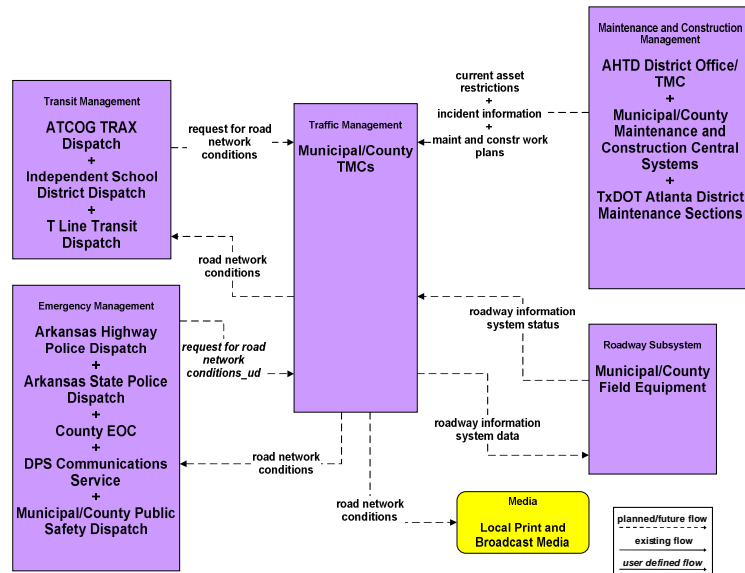 Transit Management
ATCOG TRAX
Dispatch
+
Independent School
District Dispatch
+
T Line Transit
Dispatch
request for road
network
conditions
road network
conditions
Emergency Management
Arkansas Highway
Police Dispatch
+
Arkansas State Police
Dispatch
+
County EOC
+
DPS Communications
Service
+
Municipal/County Public
Safety Dispatch
request for road
network
conditions_ud
road network
conditions
Traffic Management
Municipal/County
TMCs
current asset
restrictions
+
incident information
+
maint and constr work
plans
Maintenance and Construction
Management
AHTD District Office/
TMC
+
Municipal/County
Maintenance and
Construction Central
Systems
+
TxDOT Atlanta District
Maintenance Sections
roadway information
system status
Roadway Subsystem
Municipal/County
Field Equipment
roadway information
system data
road network
conditions
Media
Local Print and
Broadcast Media
planned/future flow
existing flow
user defined flow